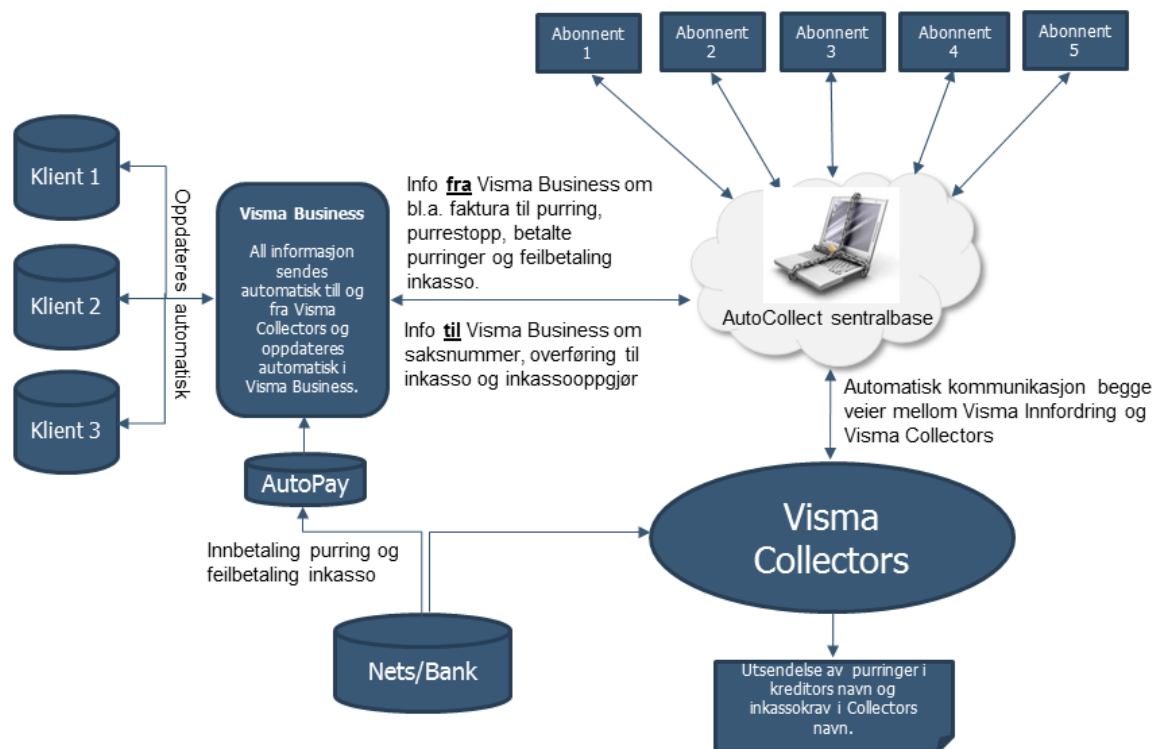 Abonnent
1
Abonnent
2
Abonnent
3
Abonnent
4
Abonnent
5
Klient 1
Klient 2
Klient 3
Oppdateres automatisk
Visma Business
All informasjon
sendes
automatisk till og
fra Visma
Collectors og
oppdateres
automatisk i
Visma Business.
Info fra Visma Business om
bl.a. faktura til purring,
purrestopp, betalte
purringer og feilbetaling
inkasso.
Info til Visma Business om
saksnummer, overføring til
inkasso og inkassooppgjør
AutoCollect sentralbase
Automatisk kommunikasjon begge
veier mellom Visma Innfordring og
Visma Collectors
AutoPay
Innbetaling purring og
feilbetaling inkasso
Nets/Bank
Visma
Collectors
Utsendelse av purringer i
kreditors navn og
inkassokrav i Collectors
navn.